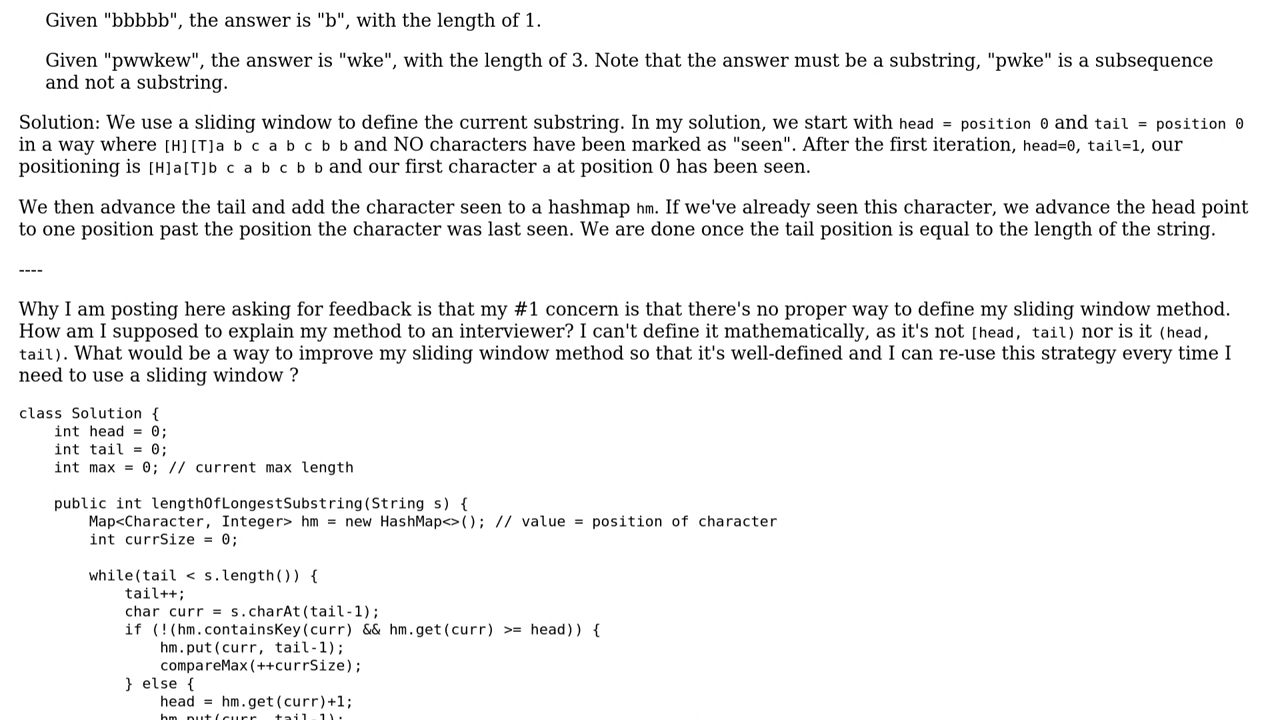 Given "bbbbb", the answer is "b", with the length of 1.
Given "pwwkew", the answer is "wke", with the length of 3. Note that the answer must be a substring, "pwke" is a subsequence
and not a substring.
Solution: We use a sliding window to define the current substring. In my solution, we start with head = position 0 and tail = position 0
in a way where [H][T]a b c a b c b b and NO characters have been marked as "seen". After the first iteration, head=0, tail=1, our
positioning is [H]a[T]b c a b c b b and our first character a at position 0 has been seen.
We then advance the tail and add the character seen to a hashmap hm. If we've already seen this character, we advance the head point
to one position past the position the character was last seen. We are done once the tail position is equal to the length of the string.
----
Why I am posting here asking for feedback is that my #1 concern is that there's no proper way to define my sliding window method.
How am I supposed to explain my method to an interviewer? I can't define it mathematically, as it's not [head, tail) nor is it (head,
tail). What would be a way to improve my sliding window method so that it's well-defined and I can re-use this strategy every time I
need to use a sliding window ?
class Solution {
    int head = 0;
    int tail = 0;
    int max = 0; // current max length
    public int lengthOfLongestSubstring(String s) {
        Map<Character, Integer> hm = new HashMap<>(); // value = position of character
        int currSize = 0;
        while(tail < s.length()) {
            tail++;
            char curr = s.charAt(tail-1);
            if (!(hm.containsKey(curr) && hm.get(curr) >= head)) {
                hm.put(curr, tail-1);
                compareMax(++currSize);
            } else {
                head = hm.get(curr)+1;
                hm.put(curr, tail-1);